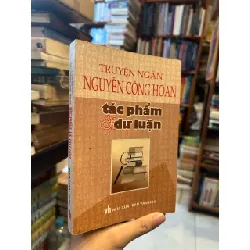 TRUYỆN NGẮN
NGUYỄN CÔNG HOAN
tác phẩm
& dư luận